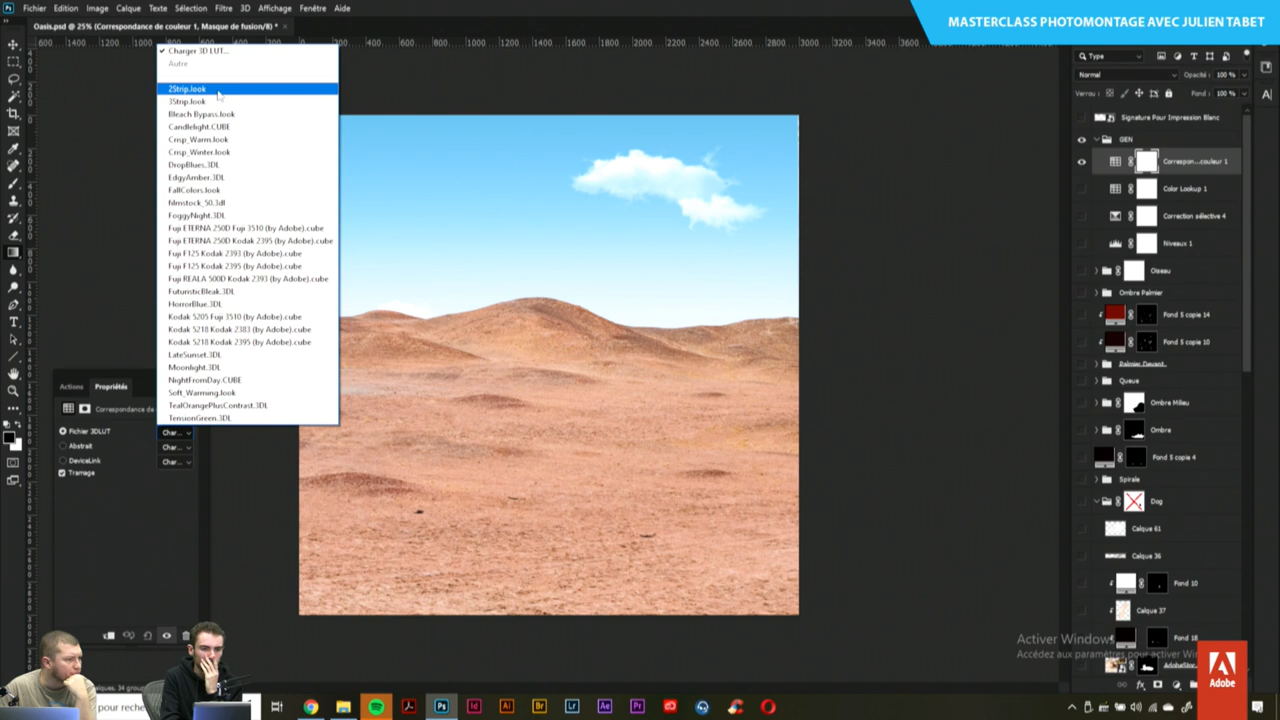 MASTERCLASS PHOTOMONTAGE AVEC JULIEN TABET
Fichier Edition Image Calque Texte Sélection Filtre 3D Affichage Fenêtre Aide
Oasis.psd @ 25% (Correspondance de couleur 1, Masque de fusion/8) *
Charger 3D LUT...
Autre
2Strip.look
3Strip.look
Bleach Bypass.look
Candlelight.CUBE
Crisp_Warm.look
Crisp_Winter.look
DropBlues.3DL
EdgyAmber.3DL
FallColors.look
filmstock_50.3dl
FoggyNight.3DL
Fuji ETERNA 250D Fuji 3510 (by Adobe).cube
Fuji ETERNA 250D Kodak 2395 (by Adobe).cube
Fuji F125 Kodak 2393 (by Adobe).cube
Fuji F125 Kodak 2395 (by Adobe).cube
Fuji REALA 500D Kodak 2393 (by Adobe).cube
FuturisticBleak.3DL
HorrorBlue.3DL
Kodak 5205 Fuji 3510 (by Adobe).cube
Kodak 5218 Kodak 2383 (by Adobe).cube
Kodak 5218 Kodak 2395 (by Adobe).cube
LateSunset.3DL
Moonlight.3DL
NightFromDay.CUBE
Soft_Warming.look
TealOrangePlusContrast.3DL
TensionGreen.3DL
Actions Propriétés
Correspondance de
Fichier 3DLUT Char...
Abstrait Char...
DeviceLink Char...
Tramage
Type
Normal Opacité : 100 %
Verrou : Fond : 100 %
Signature Pour Impression Blanc
GEN
Correspon...couleur 1
Color Lookup 1
Correction sélective 4
Niveaux 1
Oiseau
Ombre Palmier
Fond 5 copie 14
Fond 5 copie 10
Palmier Devant
Queue
Ombre Milieu
Ombre
Fond 5 copie 4
Spirale
Dog
Calque 61
Calque 36
Fond 10
Calque 37
Fond 18
Activer Windows
Accédez aux paramètres pour activer
Adobe
pour reche